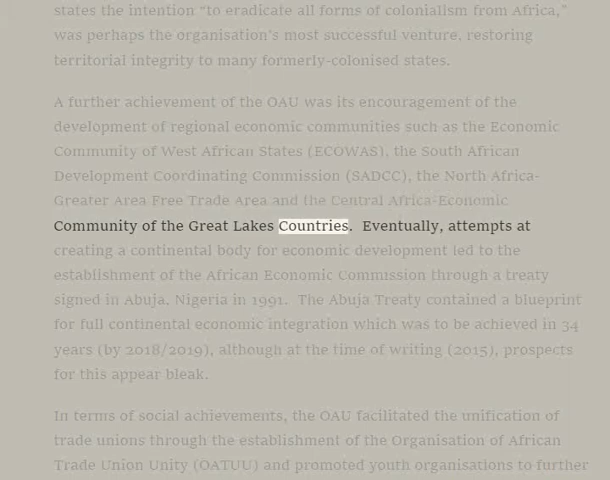 states the intention “to eradicate all forms of colonialism from Africa,”
was perhaps the organisation’s most successful venture, restoring
territorial integrity to many formerly-colonised states.
A further achievement of the OAU was its encouragement of the
development of regional economic communities such as the Economic
Community of West African States (ECOWAS), the South African
Development Coordinating Commission (SADCC), the North Africa-
Greater Area Free Trade Area and the Central Africa-Economic
Community of the Great Lakes Countries.  Eventually, attempts at
creating a continental body for economic development led to the
establishment of the African Economic Commission through a treaty
signed in Abuja, Nigeria in 1991.  The Abuja Treaty contained a blueprint
for full continental economic integration which was to be achieved in 34
years (by 2018/2019), although at the time of writing (2015), prospects
for this appear bleak.
In terms of social achievements, the OAU facilitated the unification of
trade unions through the establishment of the Organisation of African
Trade Union Unity (OATUU) and promoted youth organisations to further